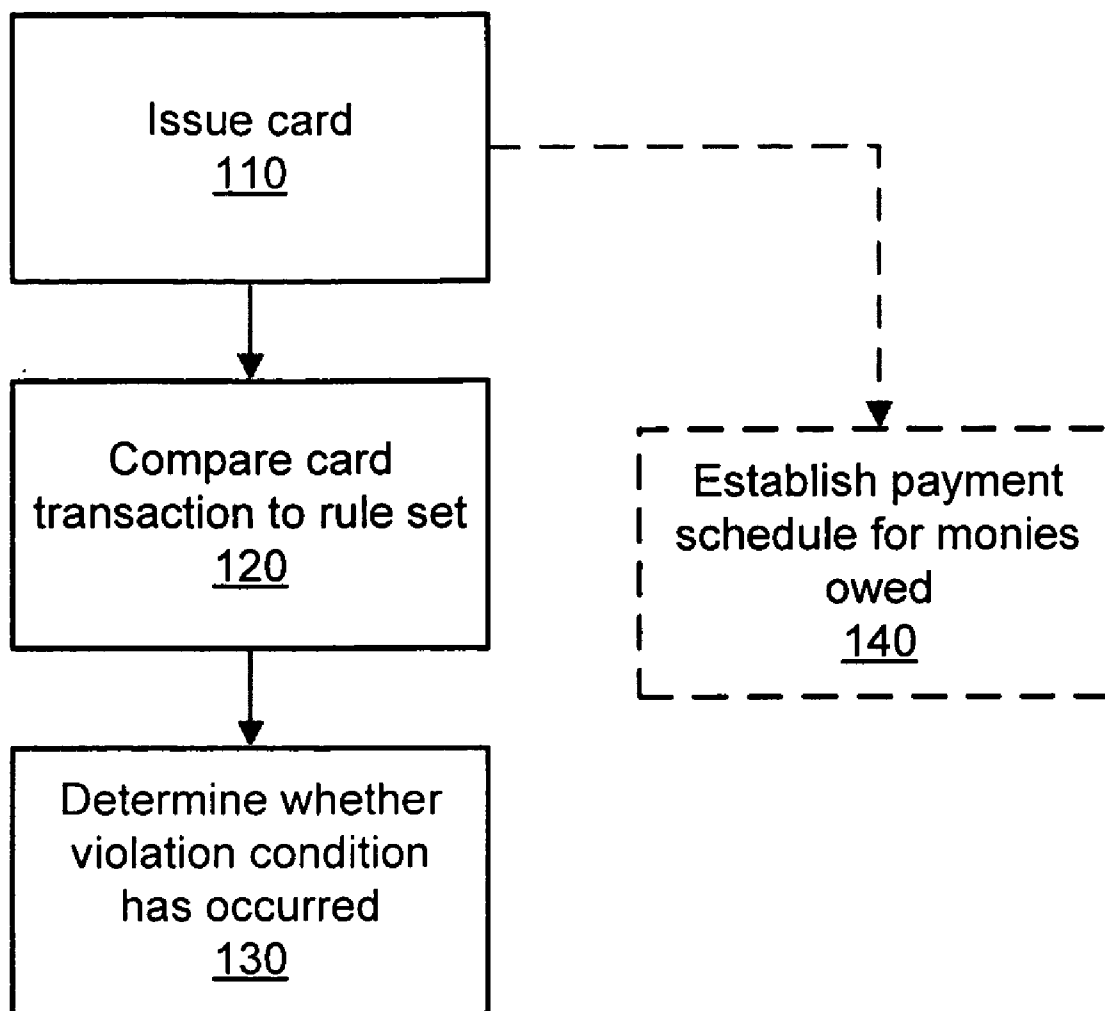 Issue card
110
Compare card
transaction to rule set
120
Determine whether
violation condition
has occurred
130
Establish payment
schedule for monies
owed
140